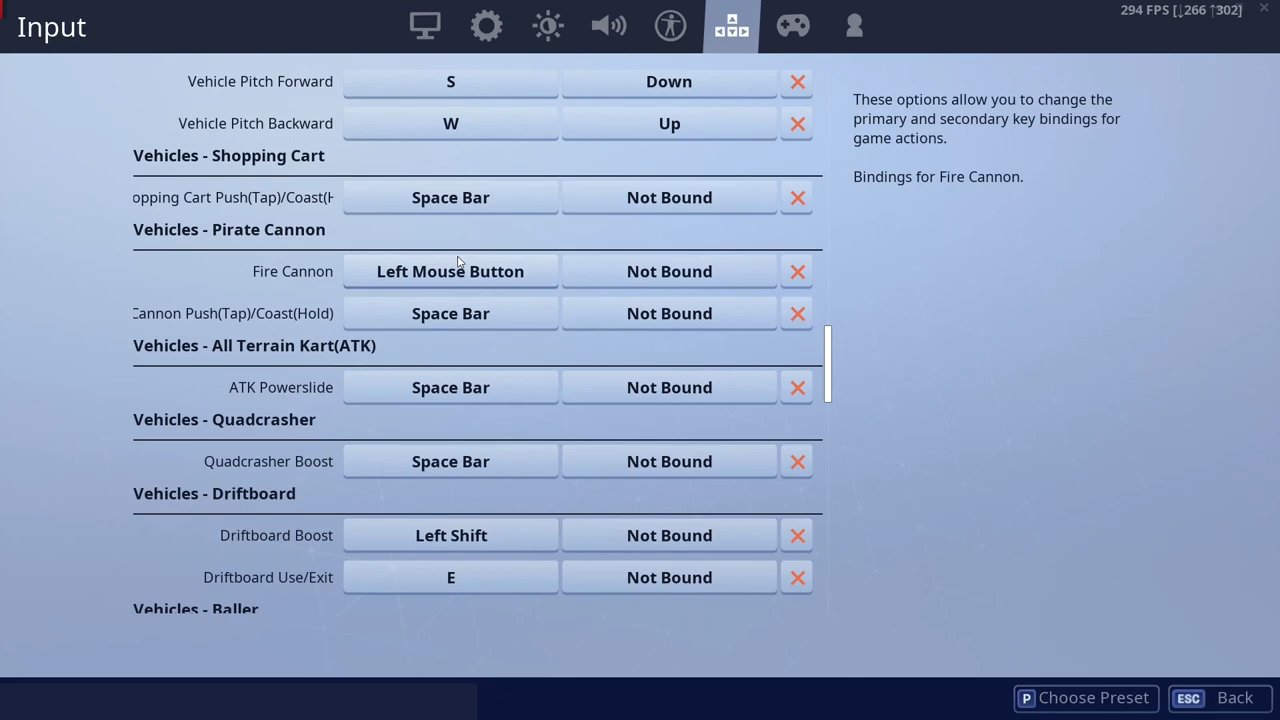 Input
294 FPS [↓266 ↑302]
Vehicle Pitch Forward S Down
Vehicle Pitch Backward W Up
Vehicles - Shopping Cart
opping Cart Push(Tap)/Coast(H Space Bar Not Bound
Vehicles - Pirate Cannon
Fire Cannon Left Mouse Button Not Bound
Cannon Push(Tap)/Coast(Hold) Space Bar Not Bound
Vehicles - All Terrain Kart(ATK)
ATK Powerslide Space Bar Not Bound
Vehicles - Quadcrasher
Quadcrasher Boost Space Bar Not Bound
Vehicles - Driftboard
Driftboard Boost Left Shift Not Bound
Driftboard Use/Exit E Not Bound
Vehicles - Baller
These options allow you to change the
primary and secondary key bindings for
game actions.
Bindings for Fire Cannon.
P Choose Preset
ESC Back